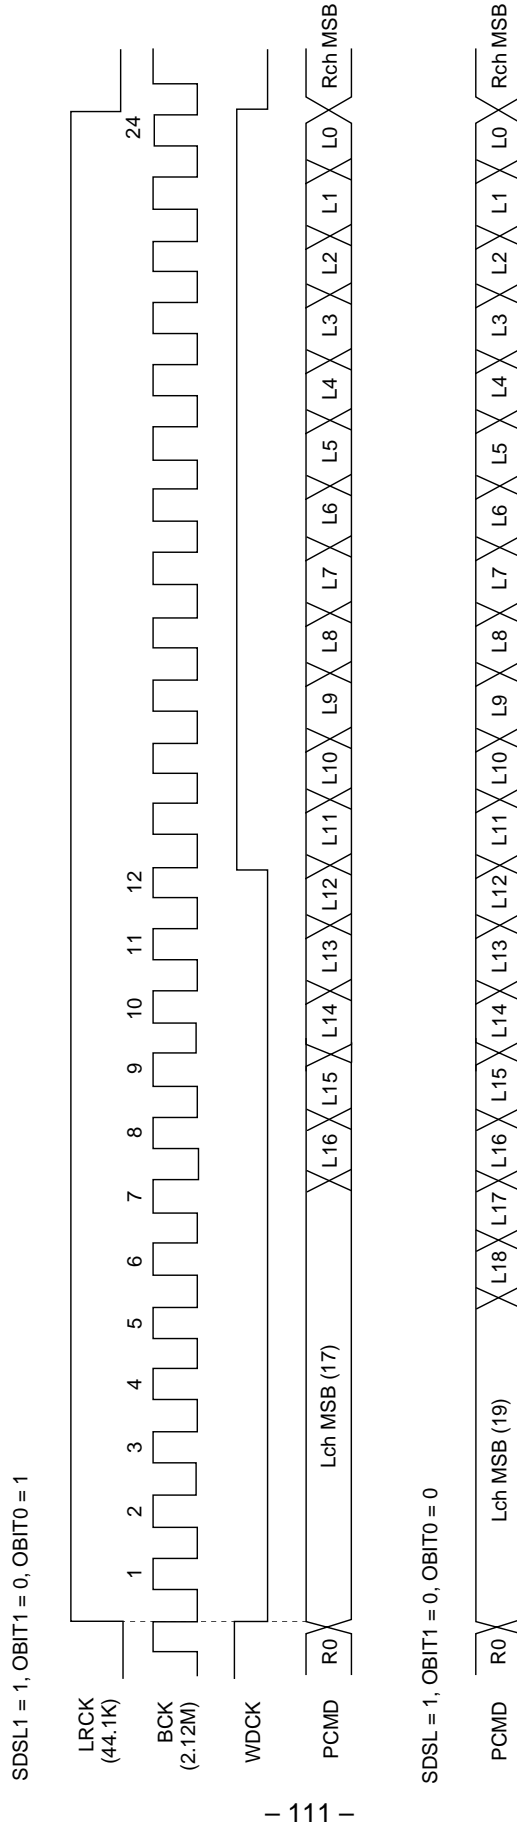 SDSL1 = 1, OBIT1 = 0, OBIT0 = 1
LRCK
(44.1K)
BCK
(2.12M)
1 2 3 4 5 6 7 8 9 10 11 12 24
WDCK
PCMD R0 Lch MSB (17) L16 L15 L14 L13 L12 L11 L10 L9 L8 L7 L6 L5 L4 L3 L2 L1 L0 Rch MSB
SDSL = 1, OBIT1 = 0, OBIT0 = 0
PCMD R0 Lch MSB (19) L18 L17 L16 L15 L14 L13 L12 L11 L10 L9 L8 L7 L6 L5 L4 L3 L2 L1 L0 Rch MSB
– 111 –